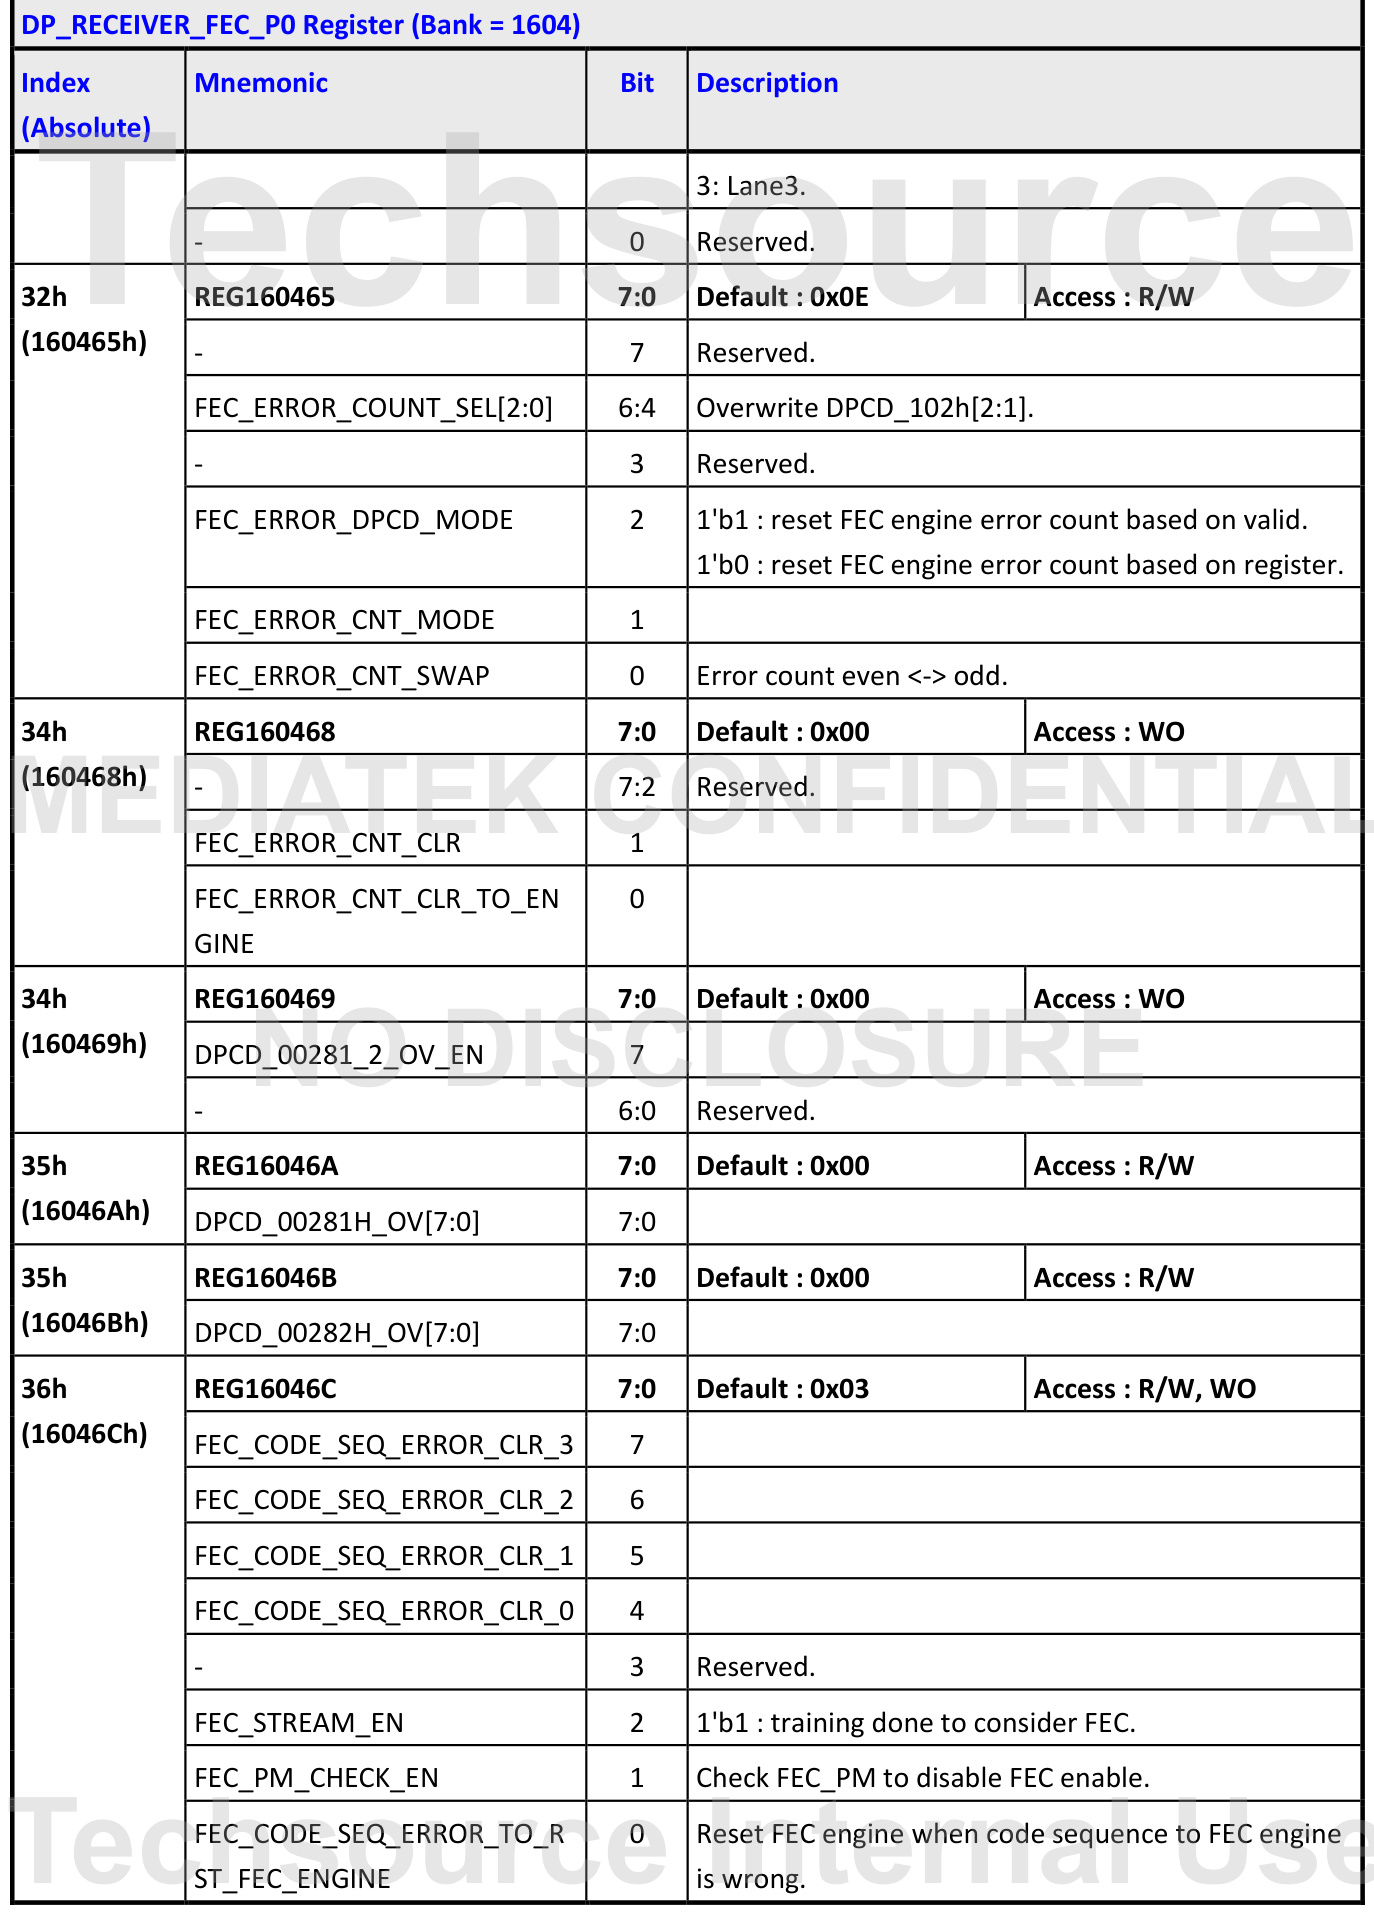 DP_RECEIVER_FEC_P0 Register (Bank = 1604)
Index (Absolute) Mnemonic Bit Description
3: Lane3.
- 0 Reserved.
32h (160465h) REG160465 7:0 Default : 0x0E Access : R/W
- 7 Reserved.
FEC_ERROR_COUNT_SEL[2:0] 6:4 Overwrite DPCD_102h[2:1].
- 3 Reserved.
FEC_ERROR_DPCD_MODE 2 1'b1 : reset FEC engine error count based on valid.
1'b0 : reset FEC engine error count based on register.
FEC_ERROR_CNT_MODE 1
FEC_ERROR_CNT_SWAP 0 Error count even <-> odd.
34h (160468h) REG160468 7:0 Default : 0x00 Access : WO
- 7:2 Reserved.
FEC_ERROR_CNT_CLR 1
FEC_ERROR_CNT_CLR_TO_EN
GINE 0
34h (160469h) REG160469 7:0 Default : 0x00 Access : WO
DPCD_00281_2_OV_EN 7
- 6:0 Reserved.
35h (16046Ah) REG16046A 7:0 Default : 0x00 Access : R/W
DPCD_00281H_OV[7:0] 7:0
35h (16046Bh) REG16046B 7:0 Default : 0x00 Access : R/W
DPCD_00282H_OV[7:0] 7:0
36h (16046Ch) REG16046C 7:0 Default : 0x03 Access : R/W, WO
FEC_CODE_SEQ_ERROR_CLR_3 7
FEC_CODE_SEQ_ERROR_CLR_2 6
FEC_CODE_SEQ_ERROR_CLR_1 5
FEC_CODE_SEQ_ERROR_CLR_0 4
- 3 Reserved.
FEC_STREAM_EN 2 1'b1 : training done to consider FEC.
FEC_PM_CHECK_EN 1 Check FEC_PM to disable FEC enable.
FEC_CODE_SEQ_ERROR_TO_R 0 Reset FEC engine when code sequence to FEC engine
ST_FEC_ENGINE is wrong.
Techsource
MEDIATEK CONFIDENTIAL
NO DISCLOSURE
Techsource Internal Use